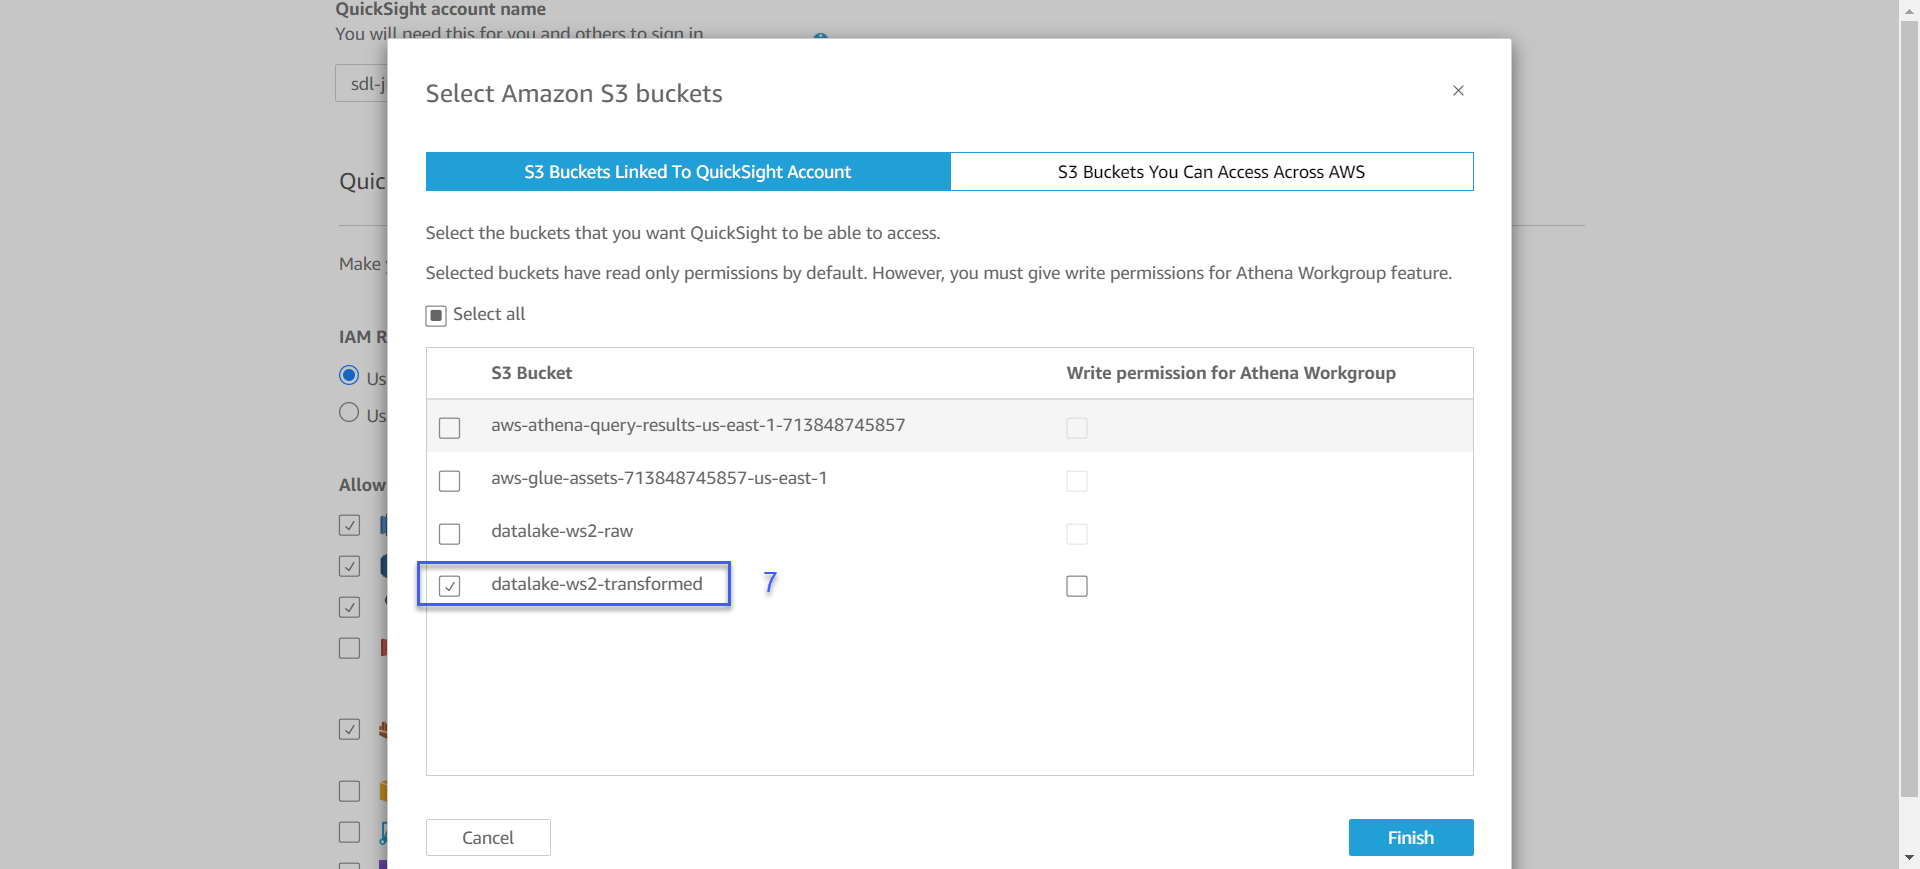 QuickSight account name
You will need this for you and others to sign in
sdl-j
Select Amazon S3 buckets
S3 Buckets Linked To QuickSight Account
S3 Buckets You Can Access Across AWS
Quic
Select the buckets that you want QuickSight to be able to access.
Make
Selected buckets have read only permissions by default. However, you must give write permissions for Athena Workgroup feature.
Select all
IAM R
S3 Bucket
Write permission for Athena Workgroup
Us
Us
aws-athena-query-results-us-east-1-713848745857
aws-glue-assets-713848745857-us-east-1
Allow
datalake-ws2-raw
datalake-ws2-transformed
7
Cancel
Finish